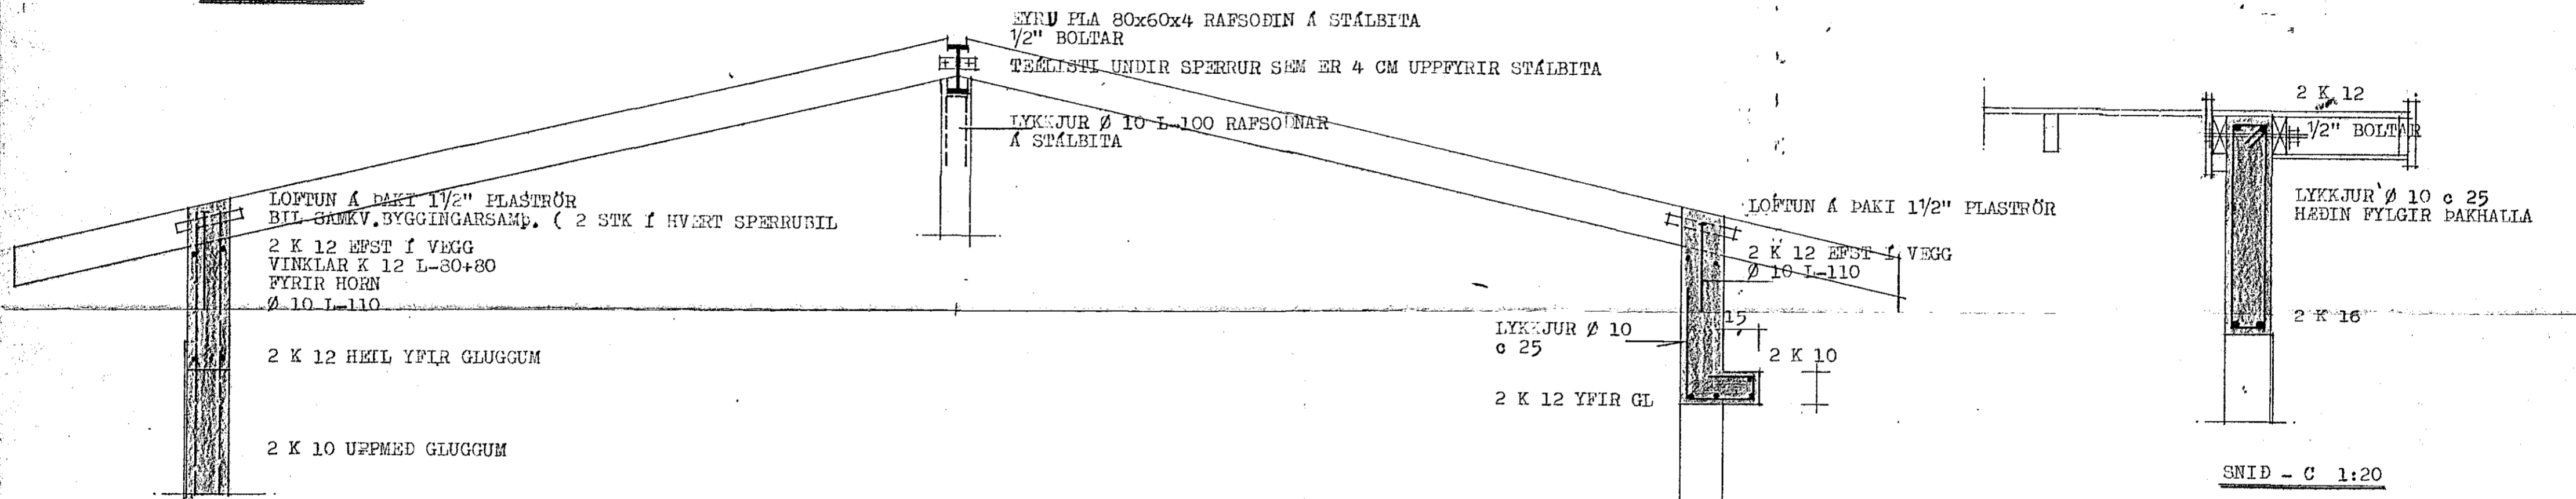 EYRU PLA 80x60x4 RAFSOÐIN Á STÁLBITA
1/2" BOLTAR
TRÉLISTI UNDIR SPERRUR SEM ER 4 CM UPPFYRIR STÁLBITA
LYKKJUR Ø 10 L-100 RAFSOÐNAR
Á STÁLBITA
LOFTUN Á ÞAKI 1 1/2" PLASTRÖR
BIL SAMKV.BYGGINGARSAMÞ. ( 2 STK Í HVERT SPERRUBIL
2 K 12 EFST Í VEGG
VINKLAR K 12 L-80+80
FYRIR HORN
Ø 10 L-110
2 K 12 HEIL YFIR GLUGGUM
2 K 10 UPPMEÐ GLUGGUM
LOFTUN Á ÞAKI 1 1/2" PLASTRÖR
2 K 12 EFST Í VEGG
Ø 10 L-110
LYKKJUR Ø 10
c 25
15
2 K 10
2 K 12 YFIR GL
2 K 12
1/2" BOLTAR
LYKKJUR Ø 10 c 25
HÆÐIN FYLGIR ÞAKHALLA
2 K 16
SNIÐ - C 1:20